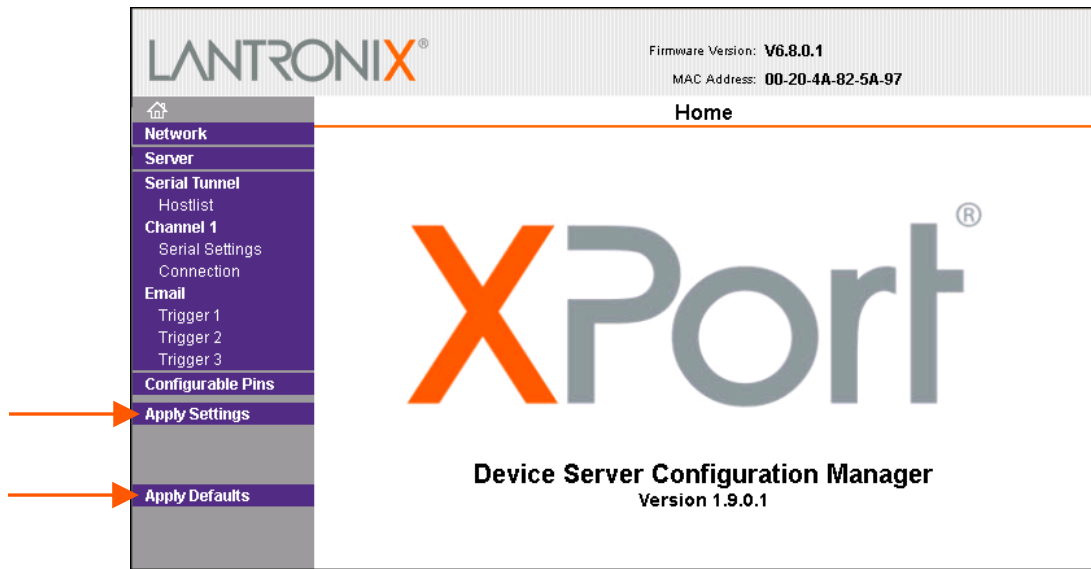 LANTRONIX®
Firmware Version: V6.8.0.1
MAC Address: 00-20-4A-82-5A-97
Home
Network
Server
Serial Tunnel
Hostlist
Channel 1
Serial Settings
Connection
Email
Trigger 1
Trigger 2
Trigger 3
Configurable Pins
Apply Settings
Apply Defaults
XPort®
Device Server Configuration Manager
Version 1.9.0.1